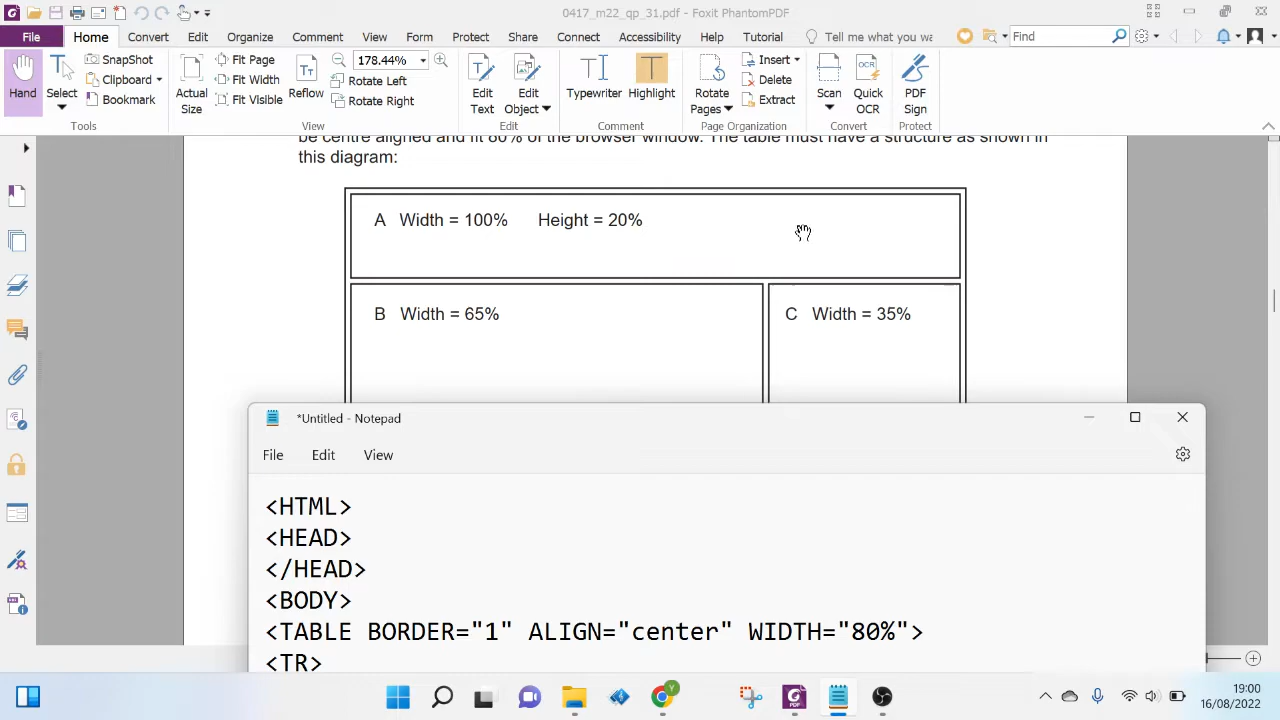 0417_m22_qp_31.pdf - Foxit PhantomPDF
File Home Convert Edit Organize Comment View Form Protect Share Connect Accessibility Help Tutorial Tell me what you wa Find
Hand Select SnapShot Clipboard Bookmark Actual Size Fit Page Fit Width Fit Visible Reflow 178.44% Rotate Left Rotate Right Edit Text Edit Object Typewriter Highlight Rotate Pages Insert Delete Extract Scan Quick OCR PDF Sign
Tools View Edit Comment Page Organization Convert Protect
be centre aligned and fit 80% of the browser window. The table must have a structure as shown in
this diagram:
A Width = 100% Height = 20%
B Width = 65% C Width = 35%
*Untitled - Notepad
File Edit View
<HTML>
<HEAD>
</HEAD>
<BODY>
<TABLE BORDER="1" ALIGN="center" WIDTH="80%">
<TR>
19:00
16/08/2022